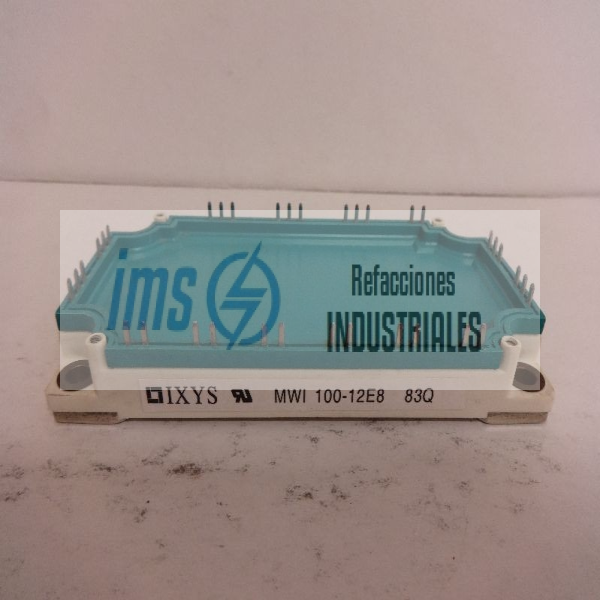 ims
Refacciones
INDUSTRIALES
IXYS MWI 100-12E8 83Q